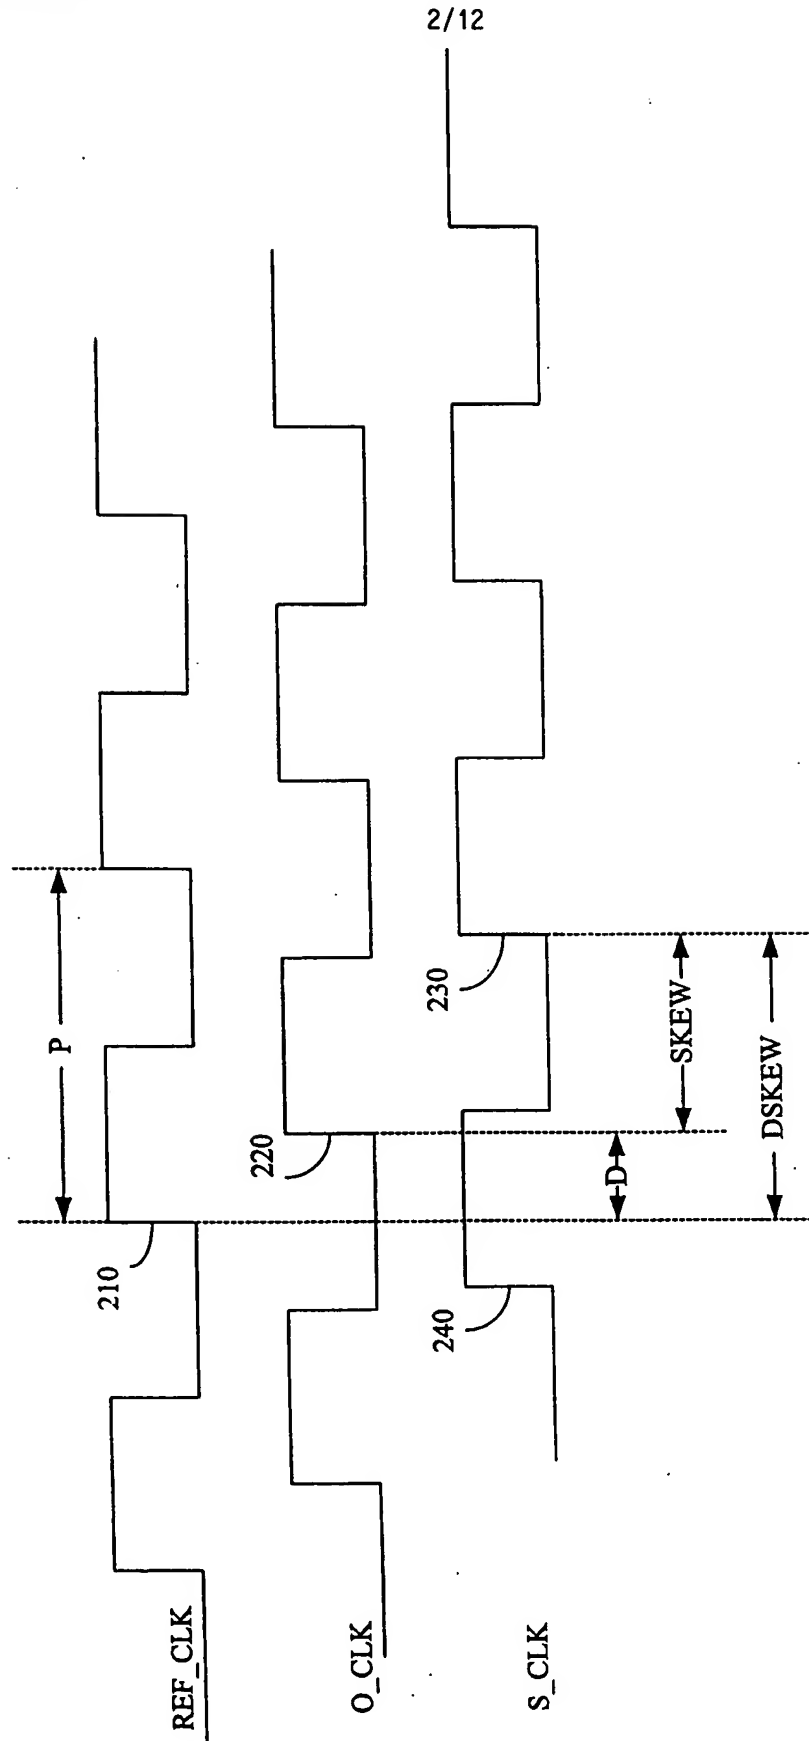 2/12
REF_CLK
210
P
O_CLK
220
S_CLK
240
230
D
SKEW
DSKEW